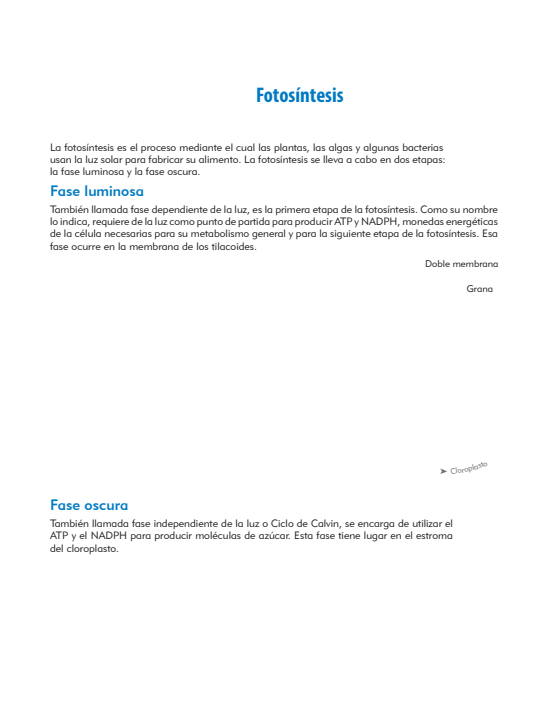 Fotosíntesis
La fotosíntesis es el proceso mediante el cual las plantas, las algas y algunas bacterias
usan la luz solar para fabricar su alimento. La fotosíntesis se lleva a cabo en dos etapas:
la fase luminosa y la fase oscura.
Fase luminosa
También llamada fase dependiente de la luz, es la primera etapa de la fotosíntesis. Como su nombre
lo indica, requiere de la luz como punto de partida para producir ATP y NADPH, monedas energéticas
de la célula necesarias para su metabolismo general y para la siguiente etapa de la fotosíntesis. Esa
fase ocurre en la membrana de los tilacoides.
Doble membrana
Grana
➤ Cloroplasto
Fase oscura
También llamada fase independiente de la luz o Ciclo de Calvin, se encarga de utilizar el
ATP y el NADPH para producir moléculas de azúcar. Esta fase tiene lugar en el estroma
del cloroplasto.